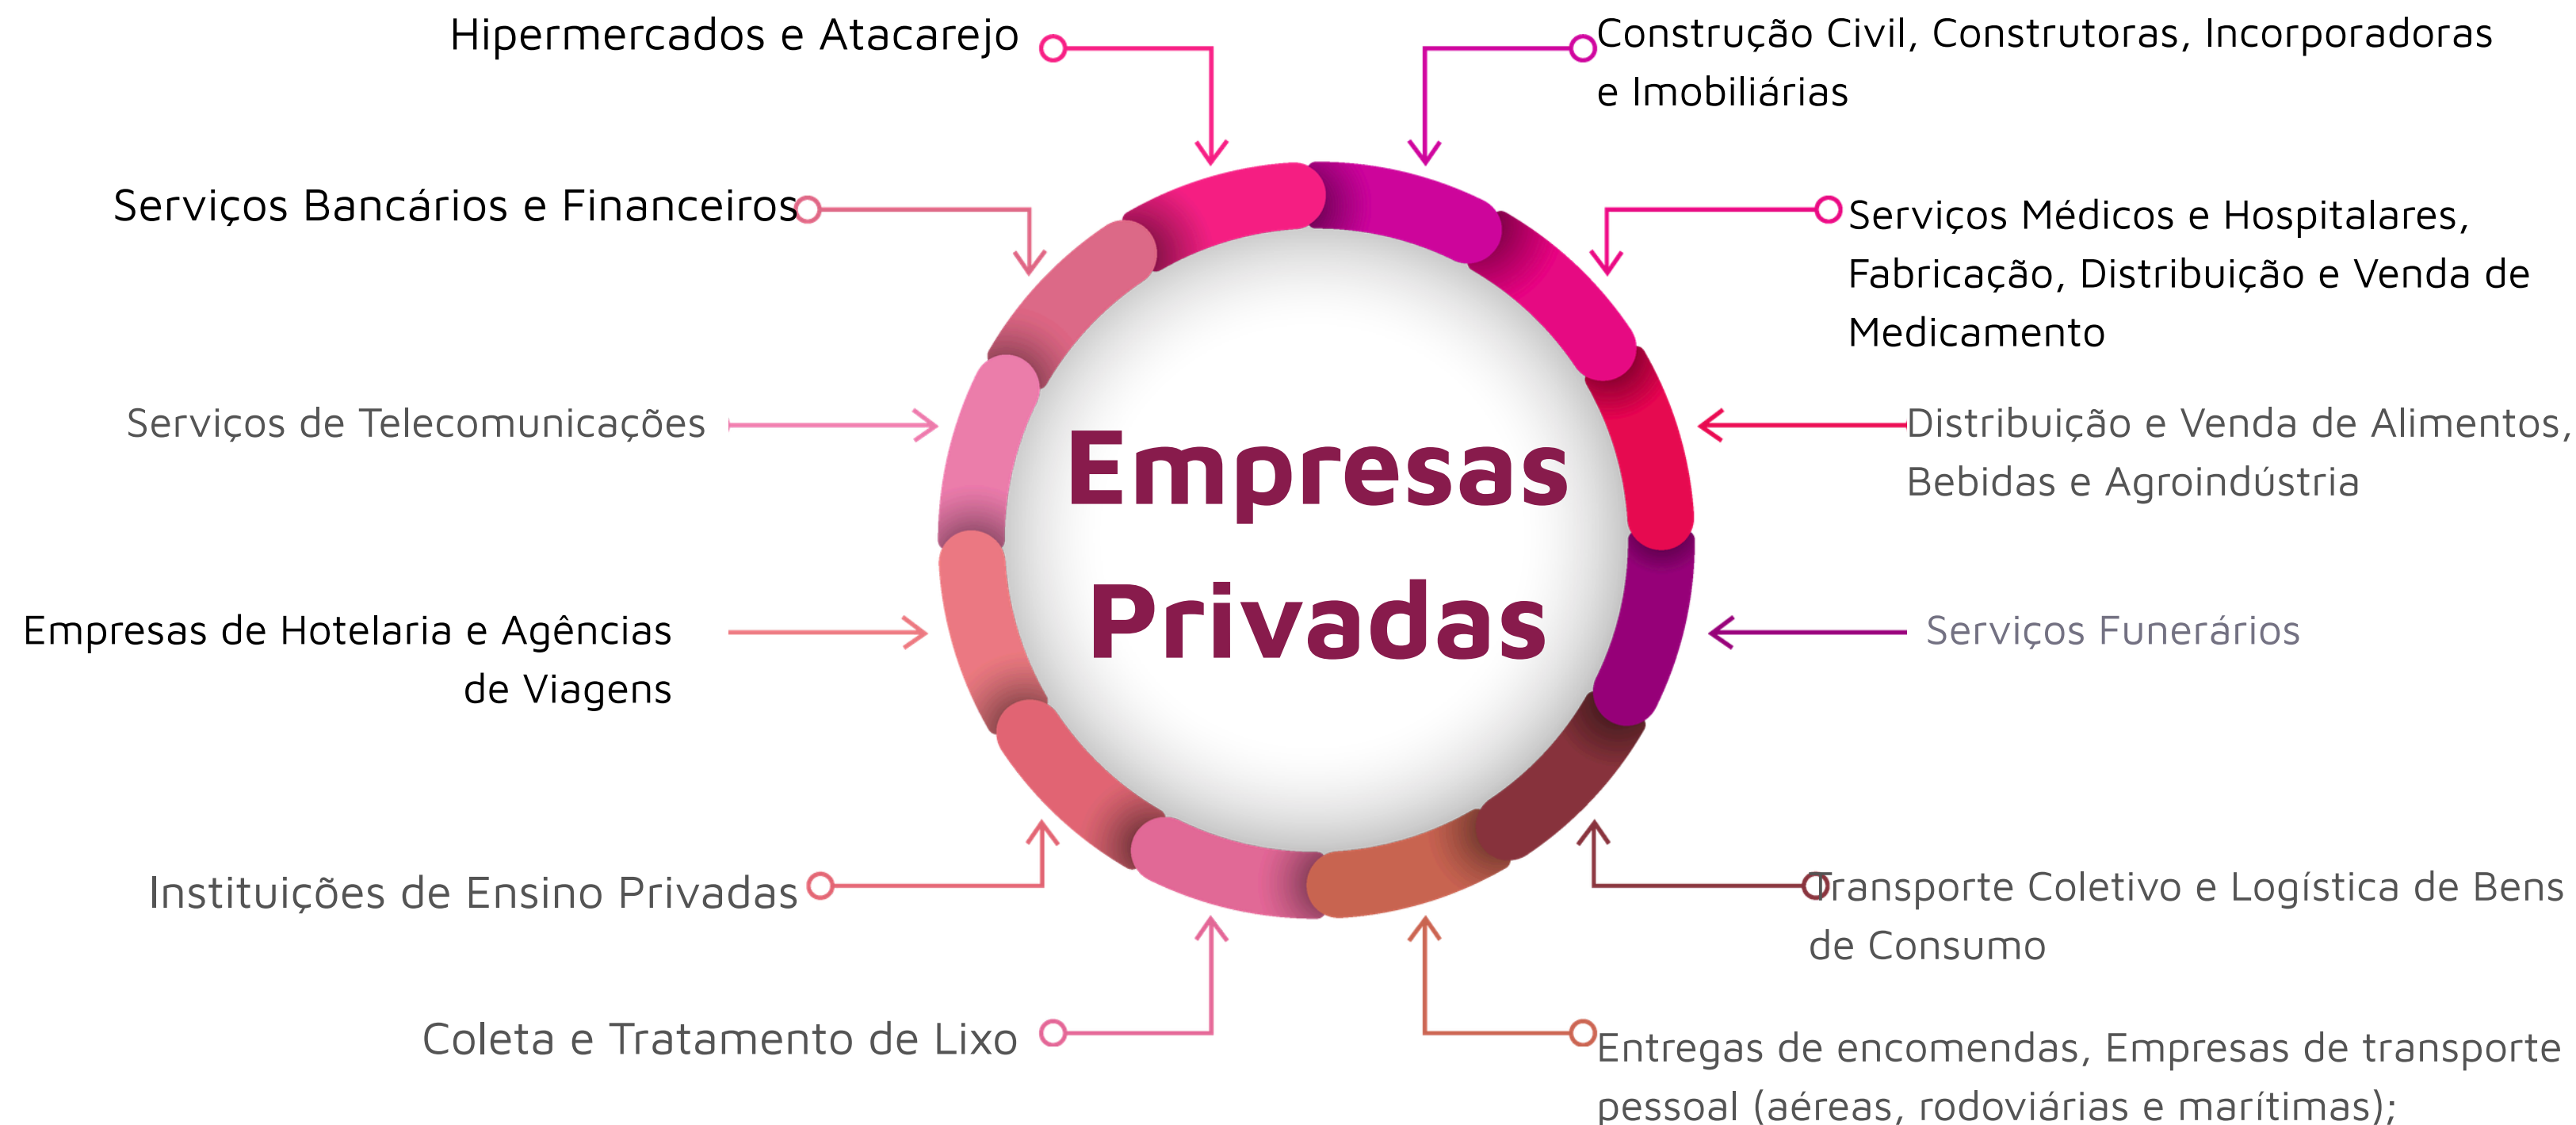 Hipermercados e Atacarejo
Construção Civil, Construtoras, Incorporadoras
e Imobiliárias
Serviços Bancários e Financeiros
Serviços Médicos e Hospitalares,
Fabricação, Distribuição e Venda de
Medicamento
Serviços de Telecomunicações
Distribuição e Venda de Alimentos,
Bebidas e Agroindústria
Empresas
Privadas
Empresas de Hotelaria e Agências
de Viagens
Serviços Funerários
Instituições de Ensino Privadas
Transporte Coletivo e Logística de Bens
de Consumo
Coleta e Tratamento de Lixo
Entregas de encomendas, Empresas de transporte
pessoal (aéreas, rodoviárias e marítimas);